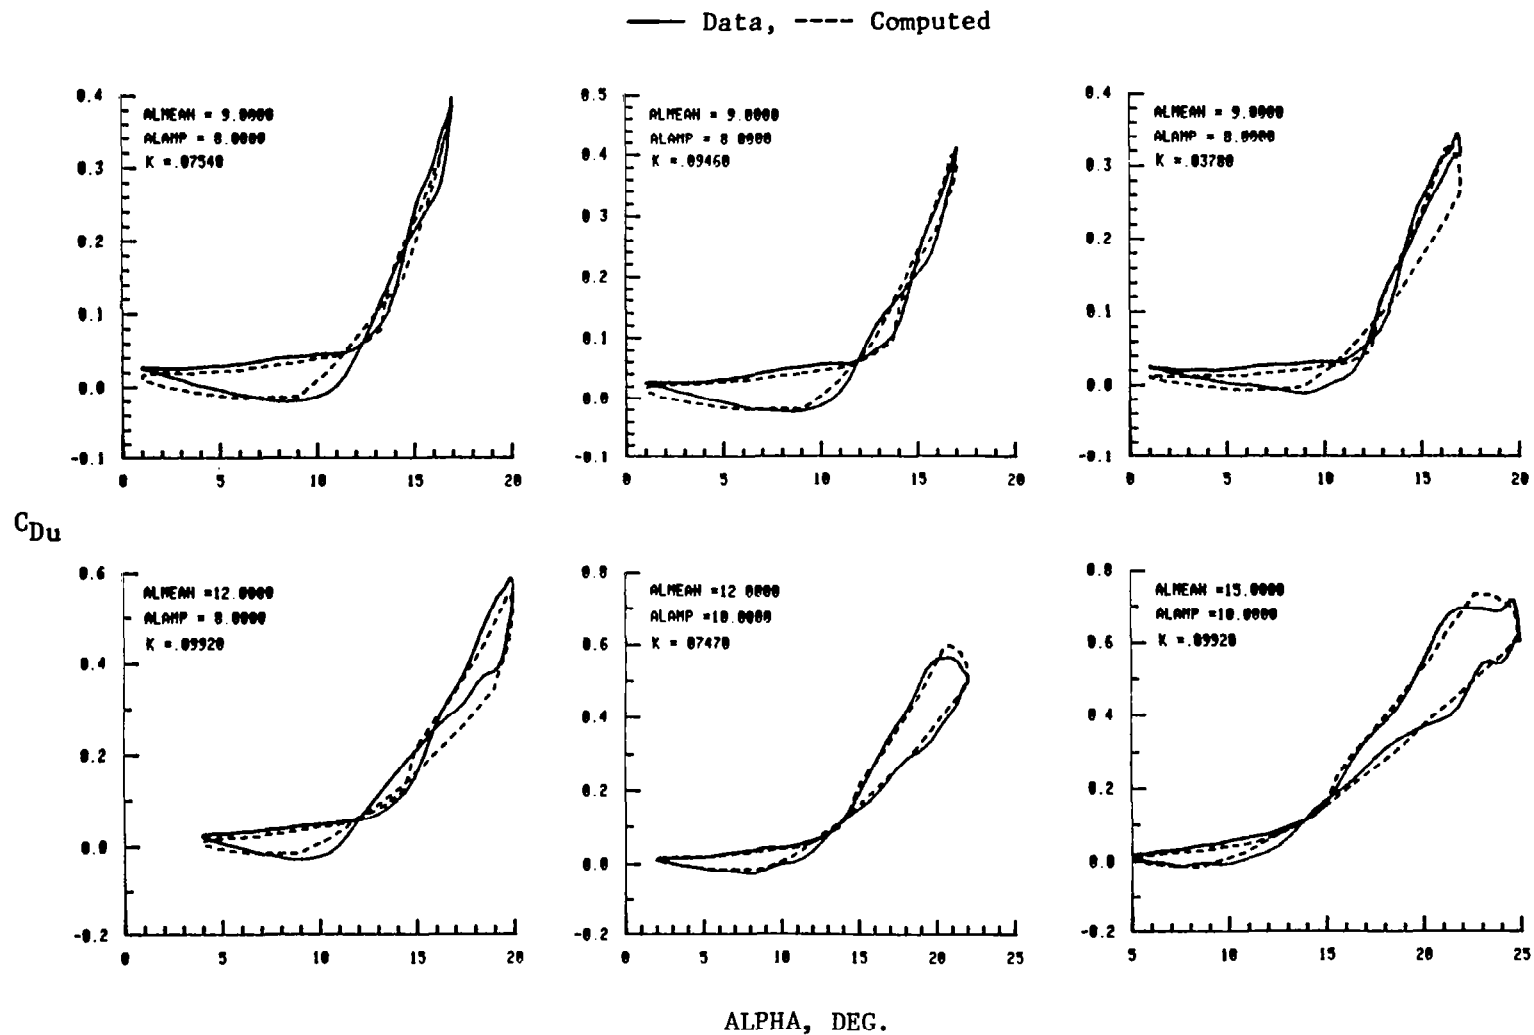 Data, Computed
0.4
0.3
0.2
0.1
0.0
-0.1
ALMEAN = 9.0000
ALAMP = 8.0000
K =.07540
0 5 10 15 20
0.5
0.4
0.3
0.2
0.1
0.0
-0.1
ALMEAN = 9.0000
ALAMP = 8.0000
K =.09460
0 5 10 15 20
0.4
0.3
0.2
0.1
0.0
-0.1
ALMEAN = 9.0000
ALAMP = 8.0000
K =.03780
0 5 10 15 20
CDu
0.6
0.4
0.2
0.0
-0.2
ALMEAN =12.0000
ALAMP = 8.0000
K =.09920
0 5 10 15 20
0.8
0.6
0.4
0.2
0.0
-0.2
ALMEAN =12.0000
ALAMP =10.0000
K =.07470
0 5 10 15 20 25
0.8
0.6
0.4
0.2
0.0
-0.2
ALMEAN =15.0000
ALAMP =10.0000
K =.09920
5 10 15 20 25
ALPHA, DEG.